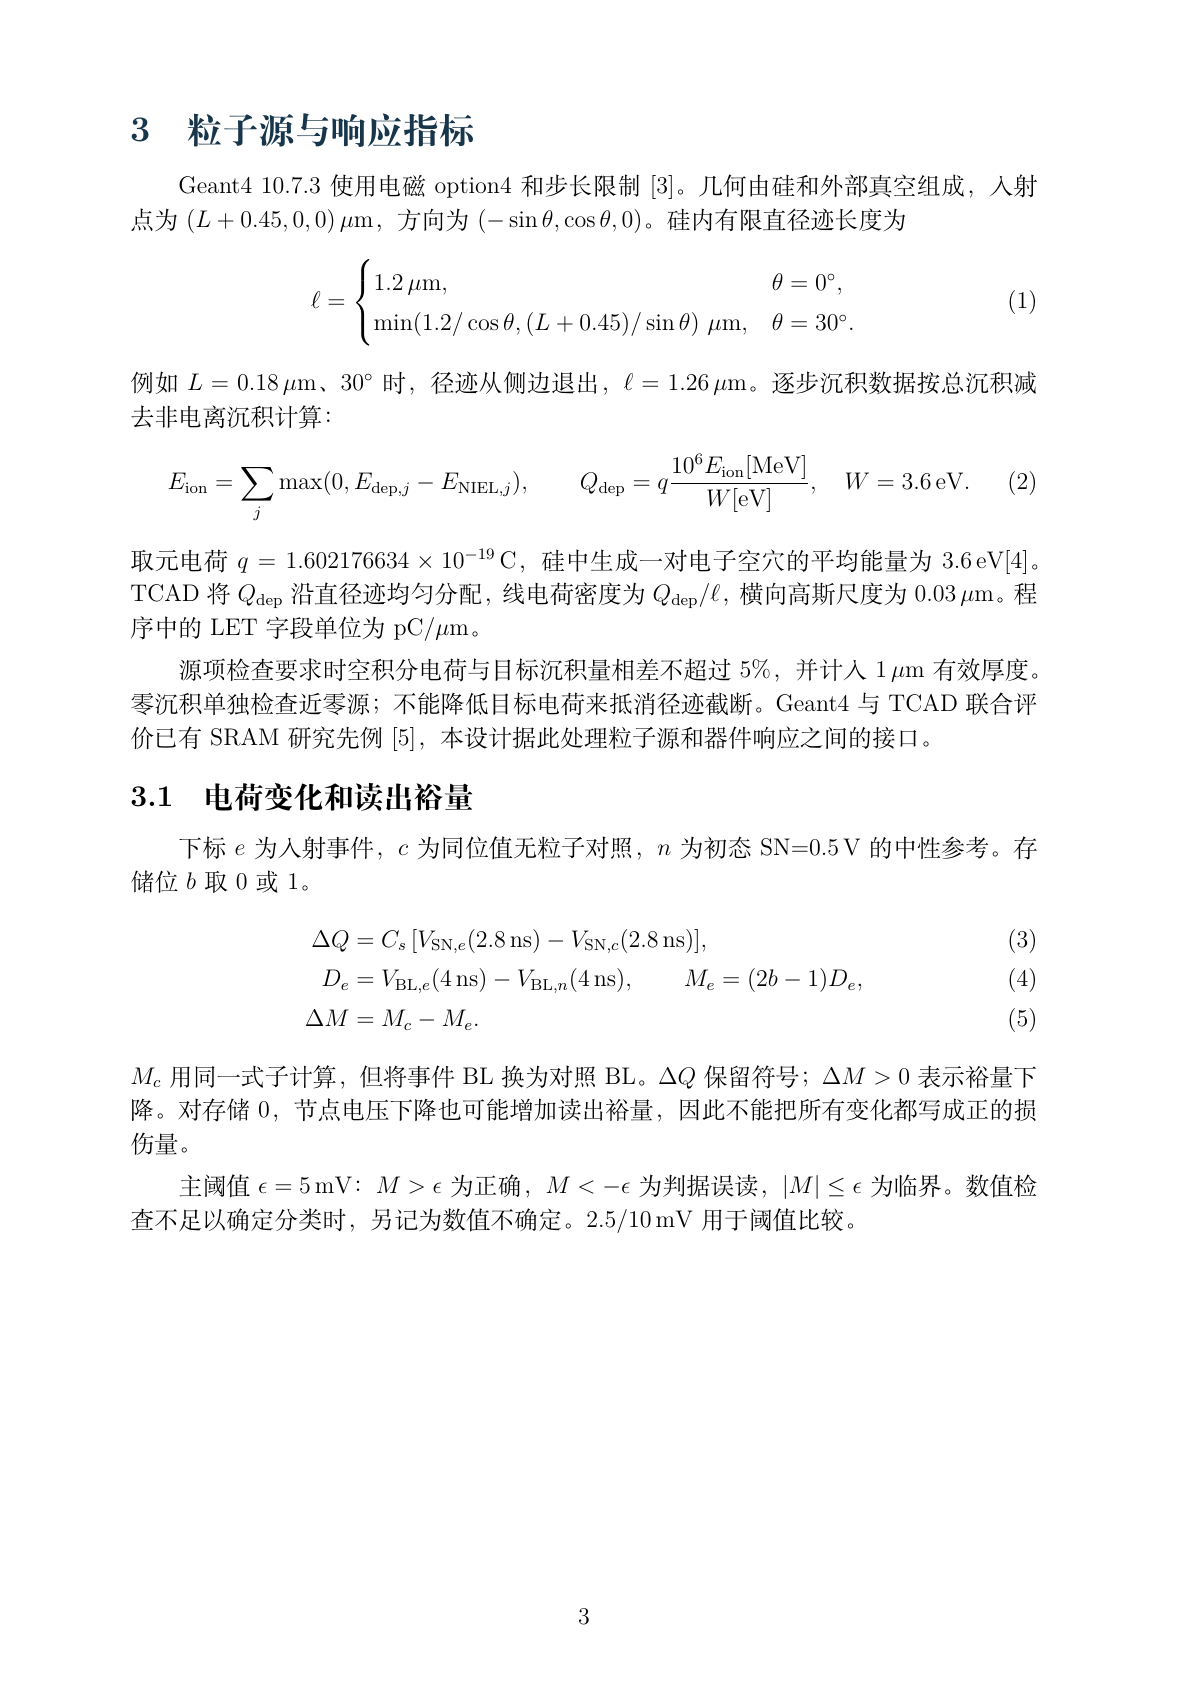 3 粒子源与响应指标
Geant4 10.7.3 使用电磁 option4 和步长限制 [3]。几何由硅和外部真空组成，入射
点为 (L + 0.45, 0, 0) μm，方向为 (− sin θ, cos θ, 0)。硅内有限直径迹长度为
ℓ = { 1.2 μm, θ = 0°,
min(1.2/ cos θ, (L + 0.45)/ sin θ) μm, θ = 30°. (1)
例如 L = 0.18 μm、30° 时，径迹从侧边退出，ℓ = 1.26 μm。逐步沉积数据按总沉积减
去非电离沉积计算：
E_ion = ∑_j max(0, E_dep,j − E_NIEL,j), Q_dep = q 10^6 E_ion[MeV] / W[eV], W = 3.6 eV. (2)
取元电荷 q = 1.602176634 × 10^−19 C，硅中生成一对电子空穴的平均能量为 3.6 eV[4]。
TCAD 将 Q_dep 沿直径迹均匀分配，线电荷密度为 Q_dep/ℓ，横向高斯尺度为 0.03 μm。程
序中的 LET 字段单位为 pC/μm。
源项检查要求时空积分电荷与目标沉积量相差不超过 5%，并计入 1 μm 有效厚度。
零沉积单独检查近零源；不能降低目标电荷来抵消径迹截断。Geant4 与 TCAD 联合评
价已有 SRAM 研究先例 [5]，本设计据此处理粒子源和器件响应之间的接口。
3.1 电荷变化和读出裕量
下标 e 为入射事件，c 为同位值无粒子对照，n 为初态 SN=0.5 V 的中性参考。存
储位 b 取 0 或 1。
ΔQ = C_s [V_SN,e(2.8 ns) − V_SN,c(2.8 ns)], (3)
D_e = V_BL,e(4 ns) − V_BL,n(4 ns), M_e = (2b − 1)D_e, (4)
ΔM = M_c − M_e. (5)
M_c 用同一式子计算，但将事件 BL 换为对照 BL。ΔQ 保留符号；ΔM > 0 表示裕量下
降。对存储 0，节点电压下降也可能增加读出裕量，因此不能把所有变化都写成正的损
伤量。
主阈值 ϵ = 5 mV：M > ϵ 为正确，M < −ϵ 为判据误读，|M| ≤ ϵ 为临界。数值检
查不足以确定分类时，另记为数值不确定。2.5/10 mV 用于阈值比较。
3